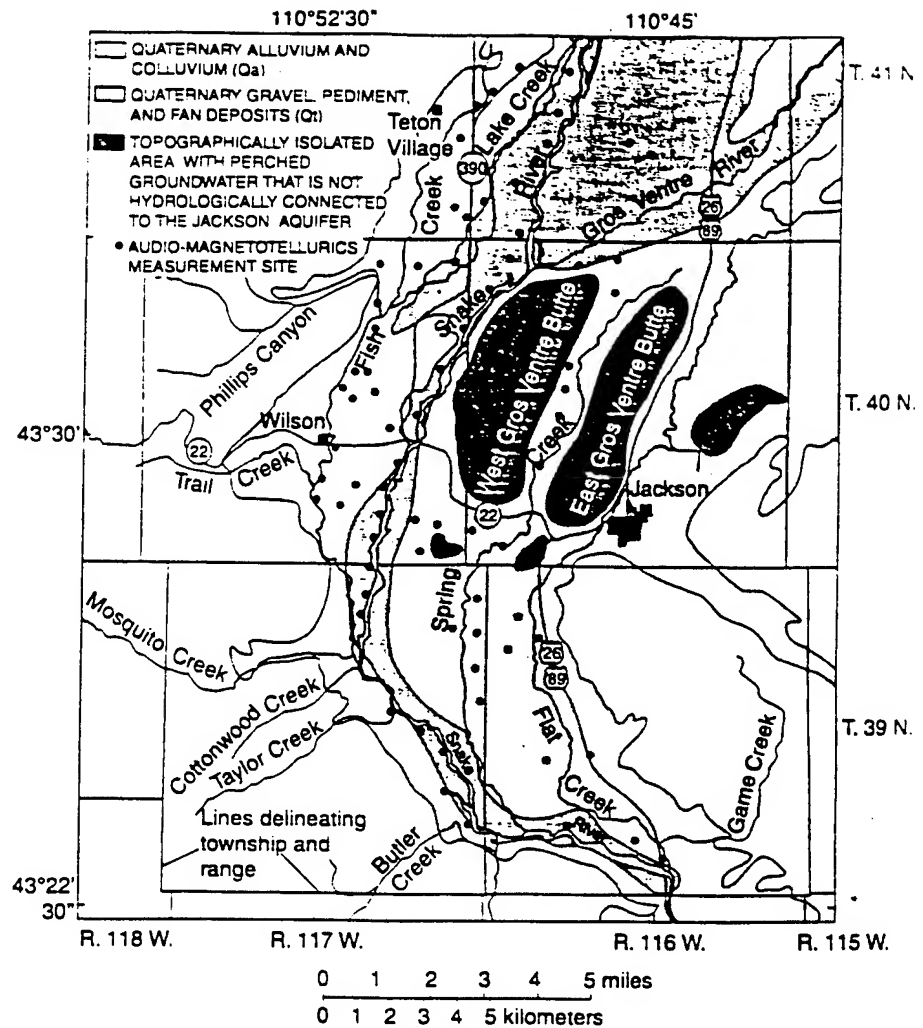 110°52'30"
110°45'
QUATERNARY ALLUVIUM AND
COLLUVIUM (Qa)
QUATERNARY GRAVEL, PEDIMENT,
AND FAN DEPOSITS (Qt)
TOPOGRAPHICALLY ISOLATED
AREA WITH PERCHED
GROUNDWATER THAT IS NOT
HYDROLOGICALLY CONNECTED
TO THE JACKSON AQUIFER
AUDIO-MAGNETOTELLURICS
MEASUREMENT SITE
T. 41 N.
Teton
Village
Lake Creek
390
River
Creek
Gros Ventre River
26
89
Snake
Fish
Phillips Canyon
West Gros Ventre Butte
East Gros Ventre Butte
Creek
T. 40 N.
43°30'
Wilson
22
Trail
Creek
Jackson
22
Spring
Mosquito Creek
26
89
Flat
Creek
Cottonwood Creek
Taylor Creek
Snake
River
T. 39 N.
Game Creek
Lines delineating
township and
range
Butler
Creek
43°22'
30"
R. 118 W.
R. 117 W.
R. 116 W.
R. 115 W.
0 1 2 3 4 5 miles
0 1 2 3 4 5 kilometers